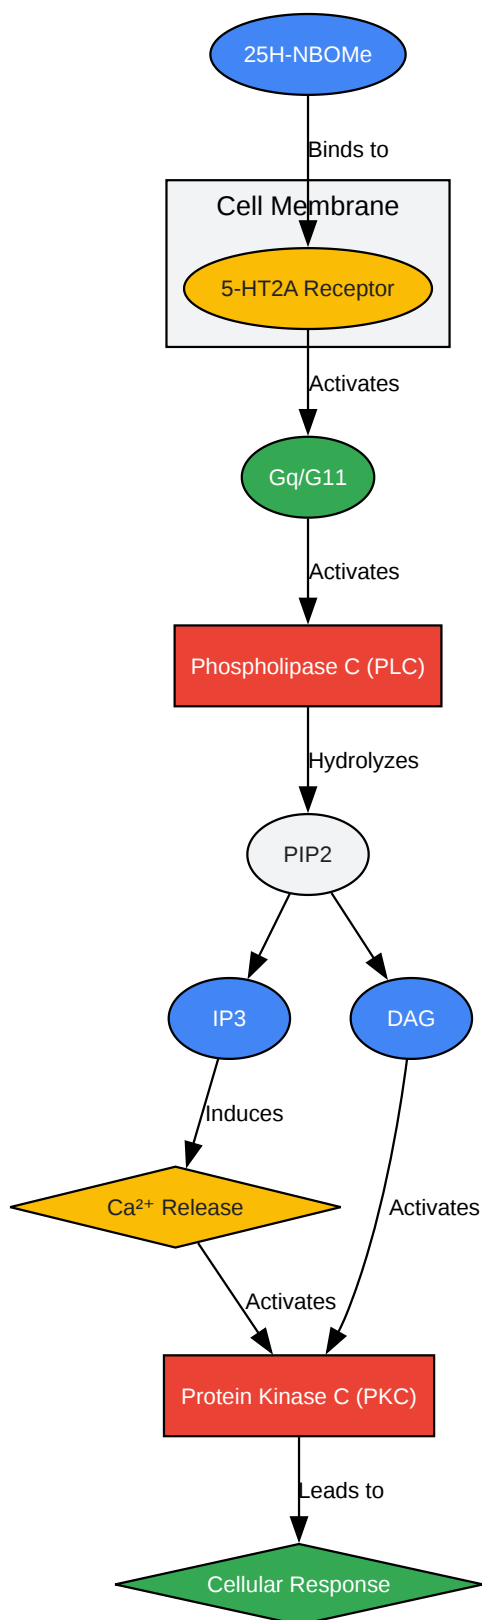 25H-NBOMe
Binds to
Cell Membrane
5-HT2A Receptor
Activates
Gq/G11
Activates
Phospholipase C (PLC)
Hydrolyzes
PIP2
IP3
DAG
Induces
Ca²⁺ Release
Activates
Activates
Protein Kinase C (PKC)
Leads to
Cellular Response